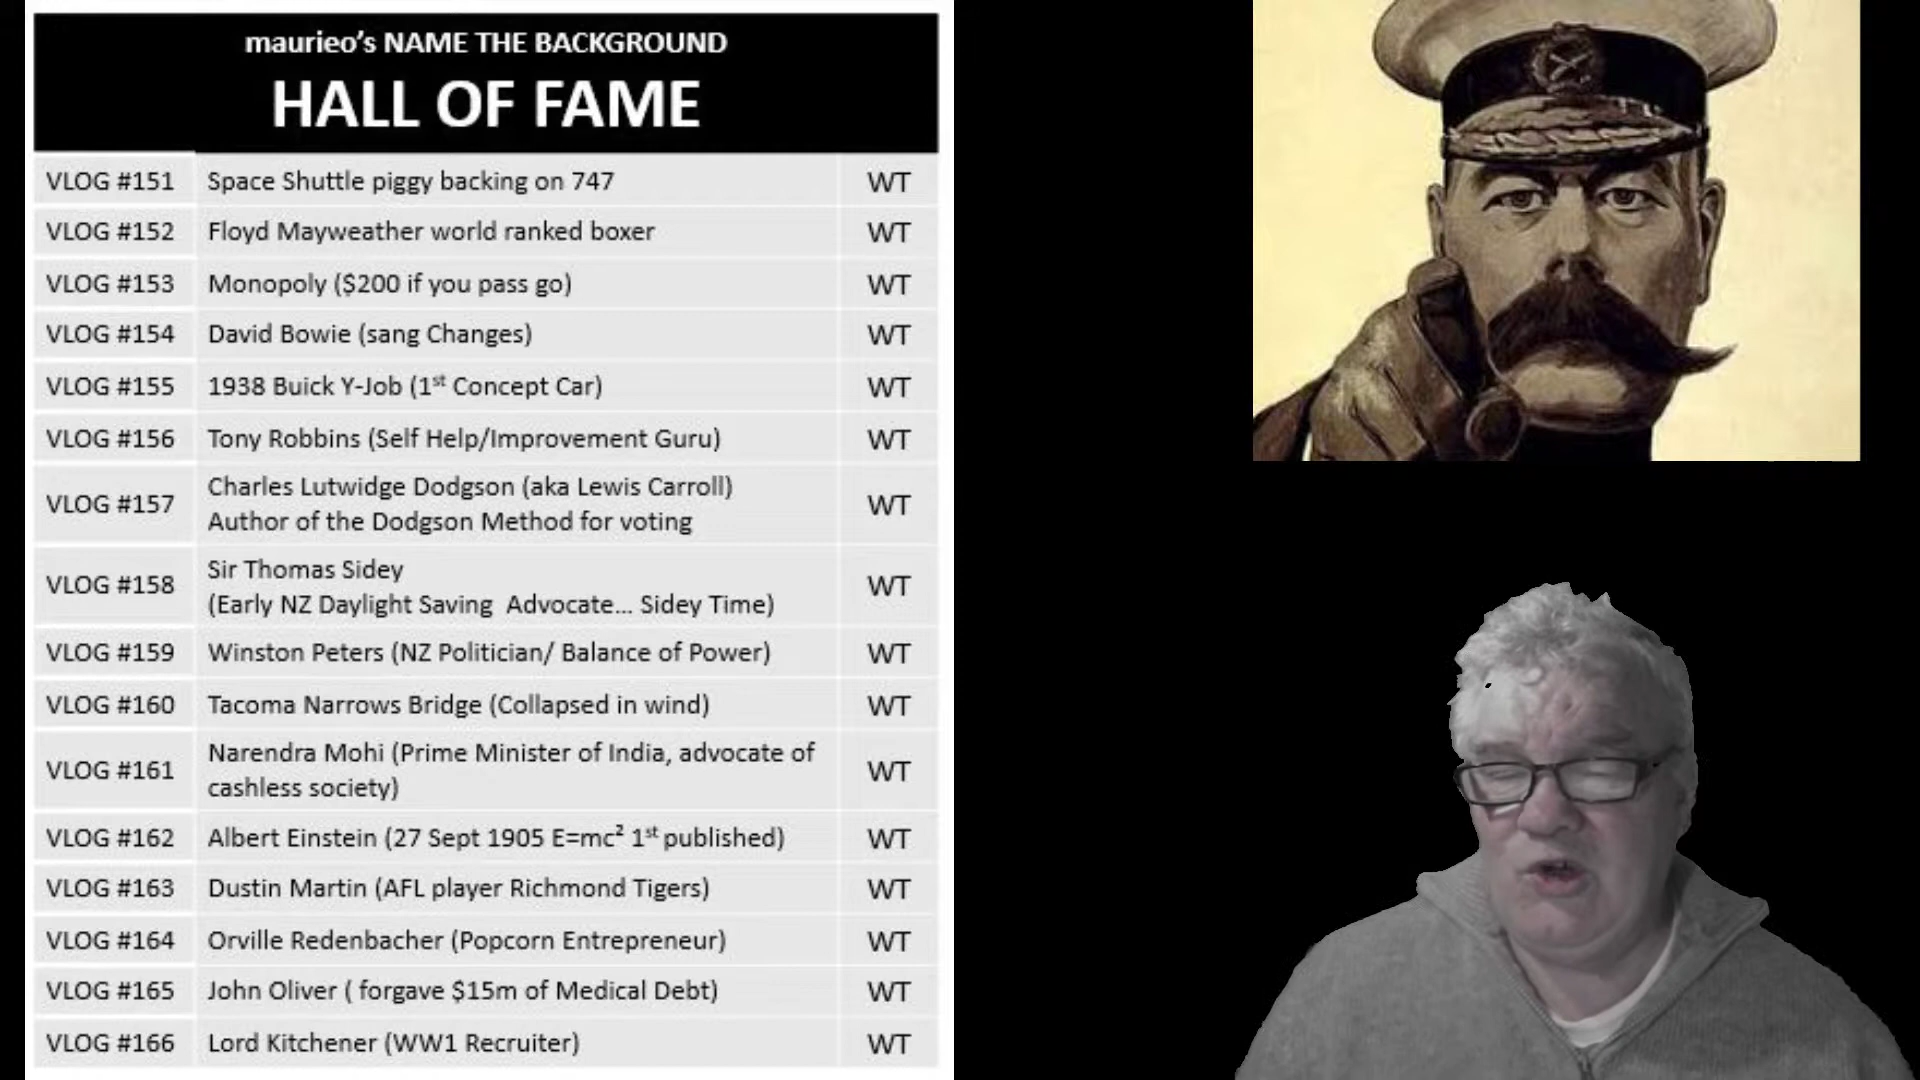 maurieo’s NAME THE BACKGROUND
HALL OF FAME
VLOG #151 Space Shuttle piggy backing on 747 WT
VLOG #152 Floyd Mayweather world ranked boxer WT
VLOG #153 Monopoly ($200 if you pass go) WT
VLOG #154 David Bowie (sang Changes) WT
VLOG #155 1938 Buick Y-Job (1st Concept Car) WT
VLOG #156 Tony Robbins (Self Help/Improvement Guru) WT
VLOG #157 Charles Lutwidge Dodgson (aka Lewis Carroll)
Author of the Dodgson Method for voting WT
VLOG #158 Sir Thomas Sidey
(Early NZ Daylight Saving Advocate... Sidey Time) WT
VLOG #159 Winston Peters (NZ Politician/ Balance of Power) WT
VLOG #160 Tacoma Narrows Bridge (Collapsed in wind) WT
VLOG #161 Narendra Mohi (Prime Minister of India, advocate of
cashless society) WT
VLOG #162 Albert Einstein (27 Sept 1905 E=mc² 1st published) WT
VLOG #163 Dustin Martin (AFL player Richmond Tigers) WT
VLOG #164 Orville Redenbacher (Popcorn Entrepreneur) WT
VLOG #165 John Oliver ( forgave $15m of Medical Debt) WT
VLOG #166 Lord Kitchener (WW1 Recruiter) WT